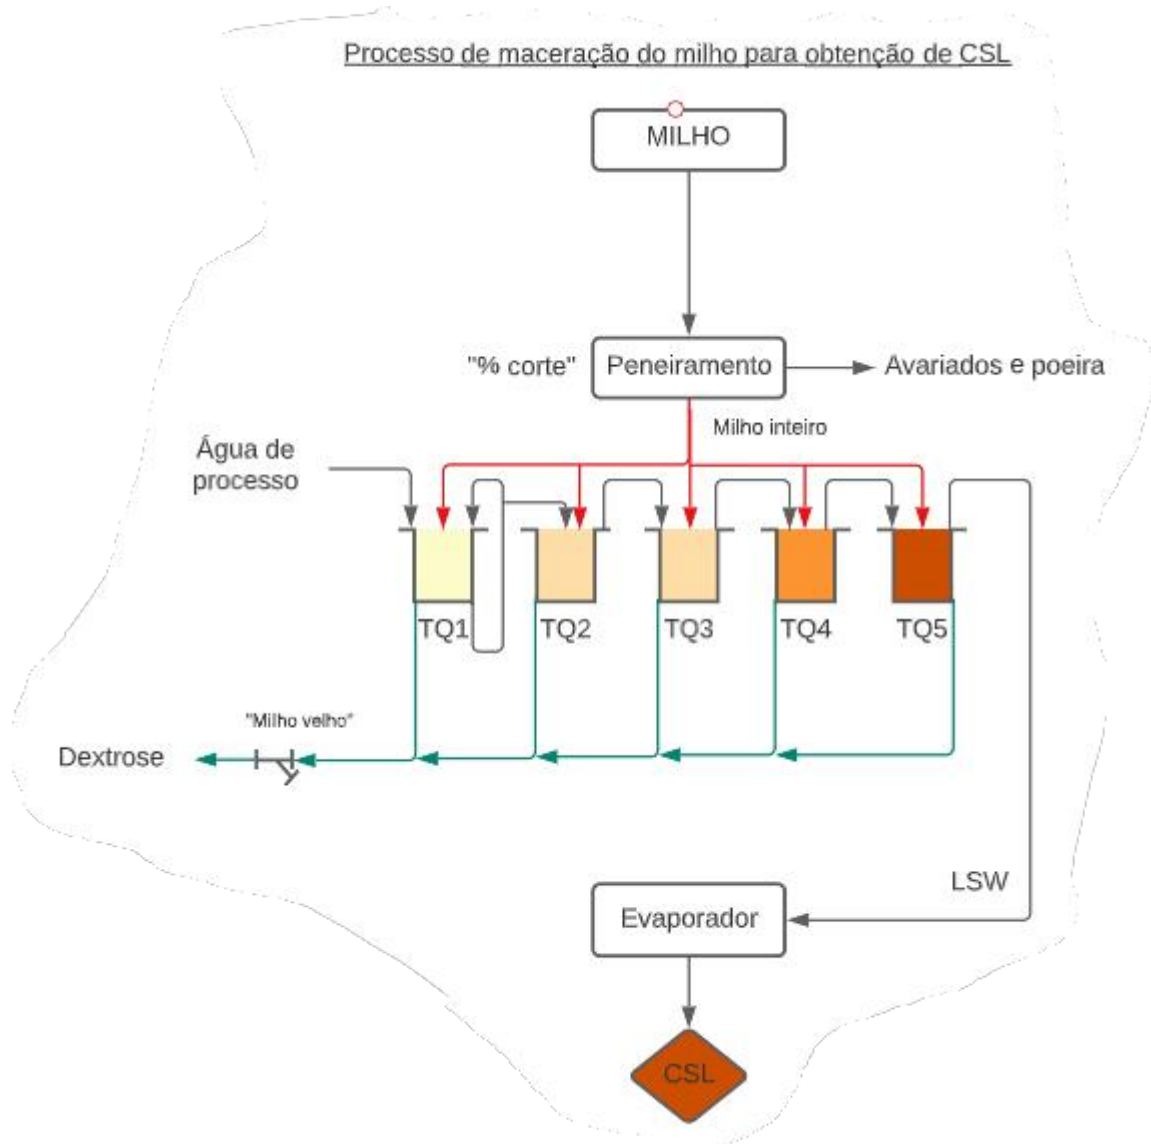 Processo de maceração do milho para obtenção de CSL
MILHO
"% corte"
Peneiramento
Avariados e poeira
Milho inteiro
Água de
processo
TQ1
TQ2
TQ3
TQ4
TQ5
"Milho velho"
Dextrose
LSW
Evaporador
CSL